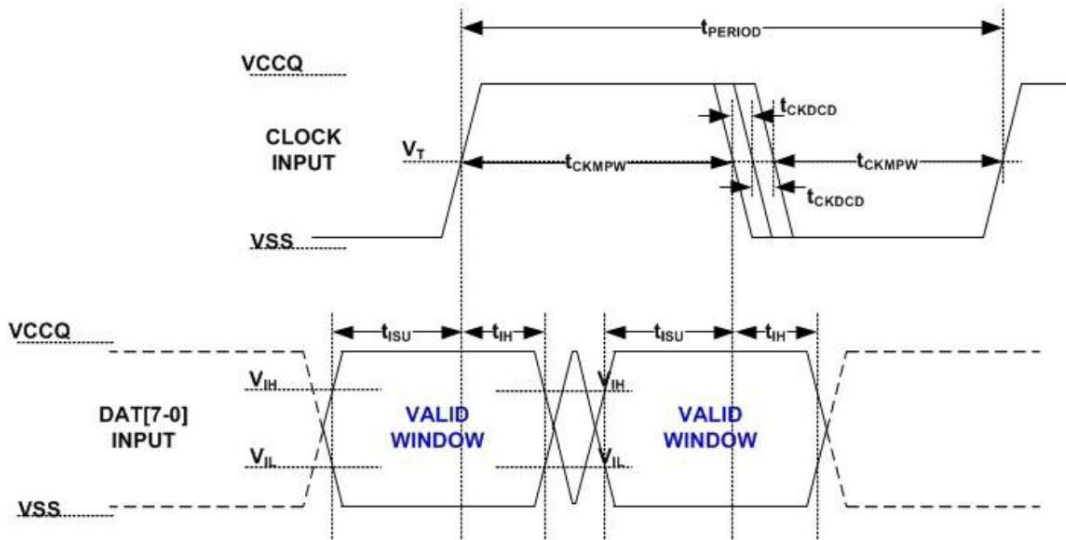 tPERIOD
VCCQ
tCKDCD
CLOCK
INPUT
VT
tCKMPW
tCKMPW
tCKDCD
VSS
VCCQ
tISU
tIH
tISU
tIH
VIH
VIH
DAT[7-0]
INPUT
VALID
WINDOW
VALID
WINDOW
VIL
VIL
VSS